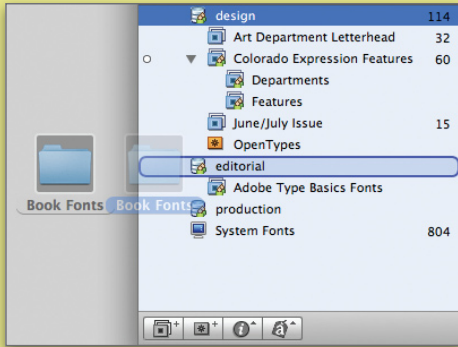 design 114
Art Department Letterhead 32
Colorado Expression Features 60
Departments
Features
June/July Issue 15
OpenTypes
editorial
Adobe Type Basics Fonts
production
System Fonts 804
Book Fonts
Book Fonts